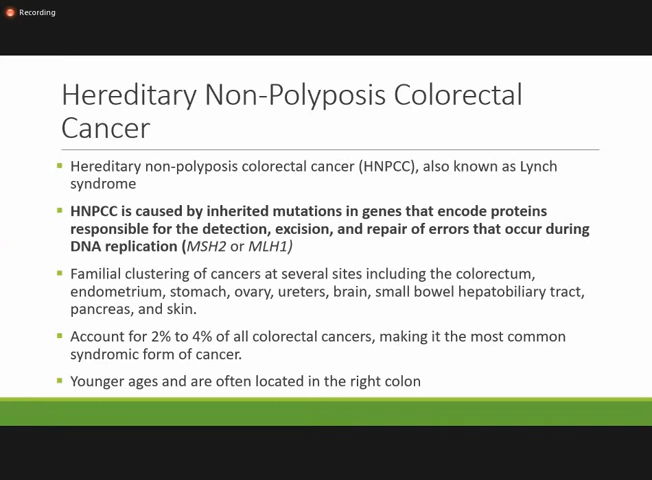 Recording
Hereditary Non-Polyposis Colorectal
Cancer
Hereditary non-polyposis colorectal cancer (HNPCC), also known as Lynch
syndrome
HNPCC is caused by inherited mutations in genes that encode proteins
responsible for the detection, excision, and repair of errors that occur during
DNA replication (MSH2 or MLH1)
Familial clustering of cancers at several sites including the colorectum,
endometrium, stomach, ovary, ureters, brain, small bowel hepatobiliary tract,
pancreas, and skin.
Account for 2% to 4% of all colorectal cancers, making it the most common
syndromic form of cancer.
Younger ages and are often located in the right colon